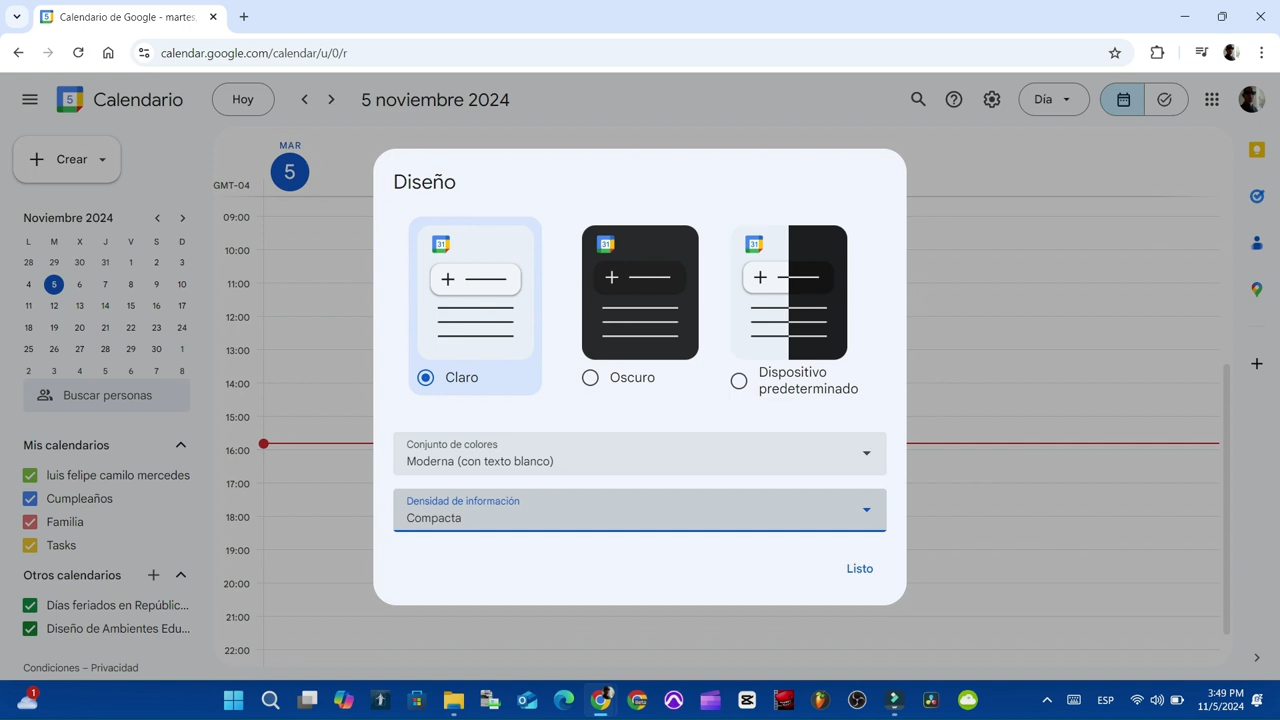 Calendario de Google - martes,
calendar.google.com/calendar/u/0/r
5
Calendario
Hoy
5 noviembre 2024
Día
Crear
MAR
5
GMT-04
Noviembre 2024
L M X J V S D
28 29 30 31 1 2 3
4 5 6 7 8 9 10
11 12 13 14 15 16 17
18 19 20 21 22 23 24
25 26 27 28 29 30 1
2 3 4 5 6 7 8
Buscar personas
Mis calendarios
luis felipe camilo mercedes
Cumpleaños
Familia
Tasks
Otros calendarios
Días feriados en Repúblic...
Diseño de Ambientes Edu...
Condiciones – Privacidad
09:00
10:00
11:00
12:00
13:00
14:00
15:00
16:00
17:00
18:00
19:00
20:00
21:00
22:00
Diseño
31
31
31
Claro
Oscuro
Dispositivo
predeterminado
Conjunto de colores
Moderna (con texto blanco)
Densidad de información
Compacta
Listo
1
Beta
ESP
3:49 PM
11/5/2024